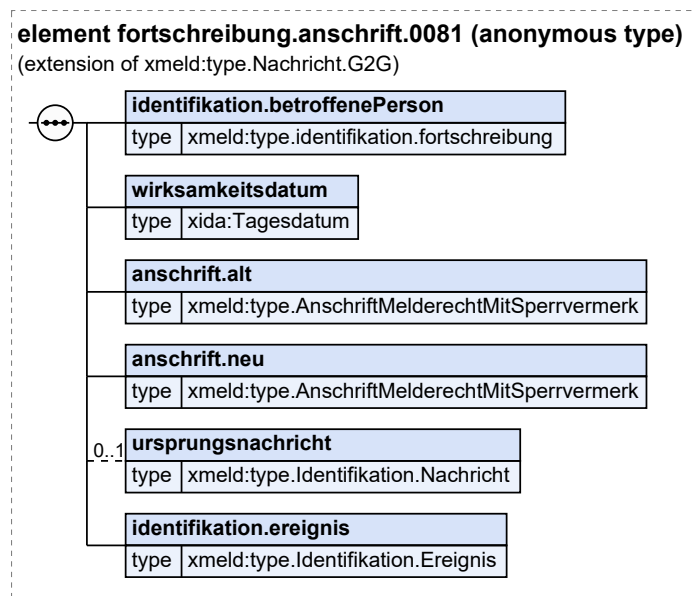 element fortschreibung.anschrift.0081 (anonymous type)
(extension of xmeld:type.Nachricht.G2G)
identifikation.betroffenePerson
type xmeld:type.identifikation.fortschreibung
wirksamkeitsdatum
type xida:Tagesdatum
anschrift.alt
type xmeld:type.AnschriftMelderechtMitSperrvermerk
anschrift.neu
type xmeld:type.AnschriftMelderechtMitSperrvermerk
0..1 ursprungsnachricht
type xmeld:type.Identifikation.Nachricht
identifikation.ereignis
type xmeld:type.Identifikation.Ereignis